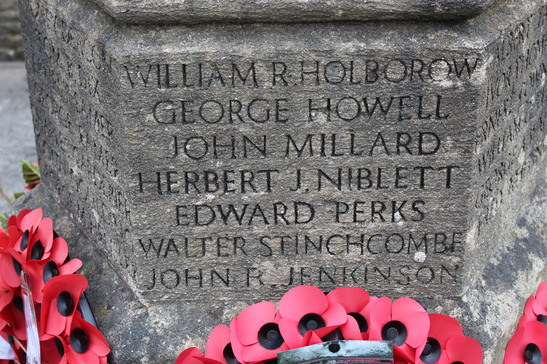 WILLIAM R. HOLBOROW
GEORGE HOWELL
JOHN MILLARD
HERBERT J. NIBLETT
EDWARD PERKS
WALTER STINCHCOMBE
JOHN R. JENKINSON